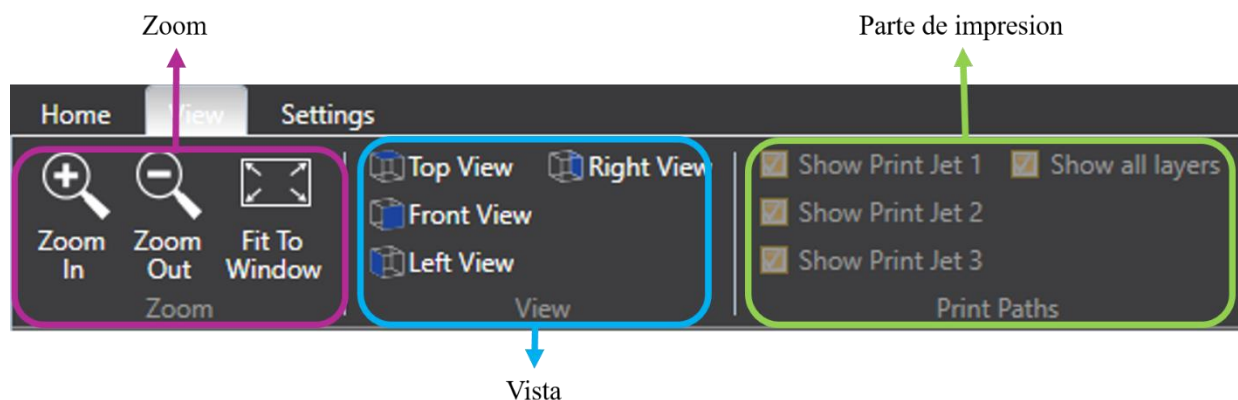 Zoom
Parte de impresion
Home
View
Settings
Zoom In
Zoom Out
Fit To Window
Zoom
Top View
Right View
Front View
Left View
View
Show Print Jet 1
Show all layers
Show Print Jet 2
Show Print Jet 3
Print Paths
Vista